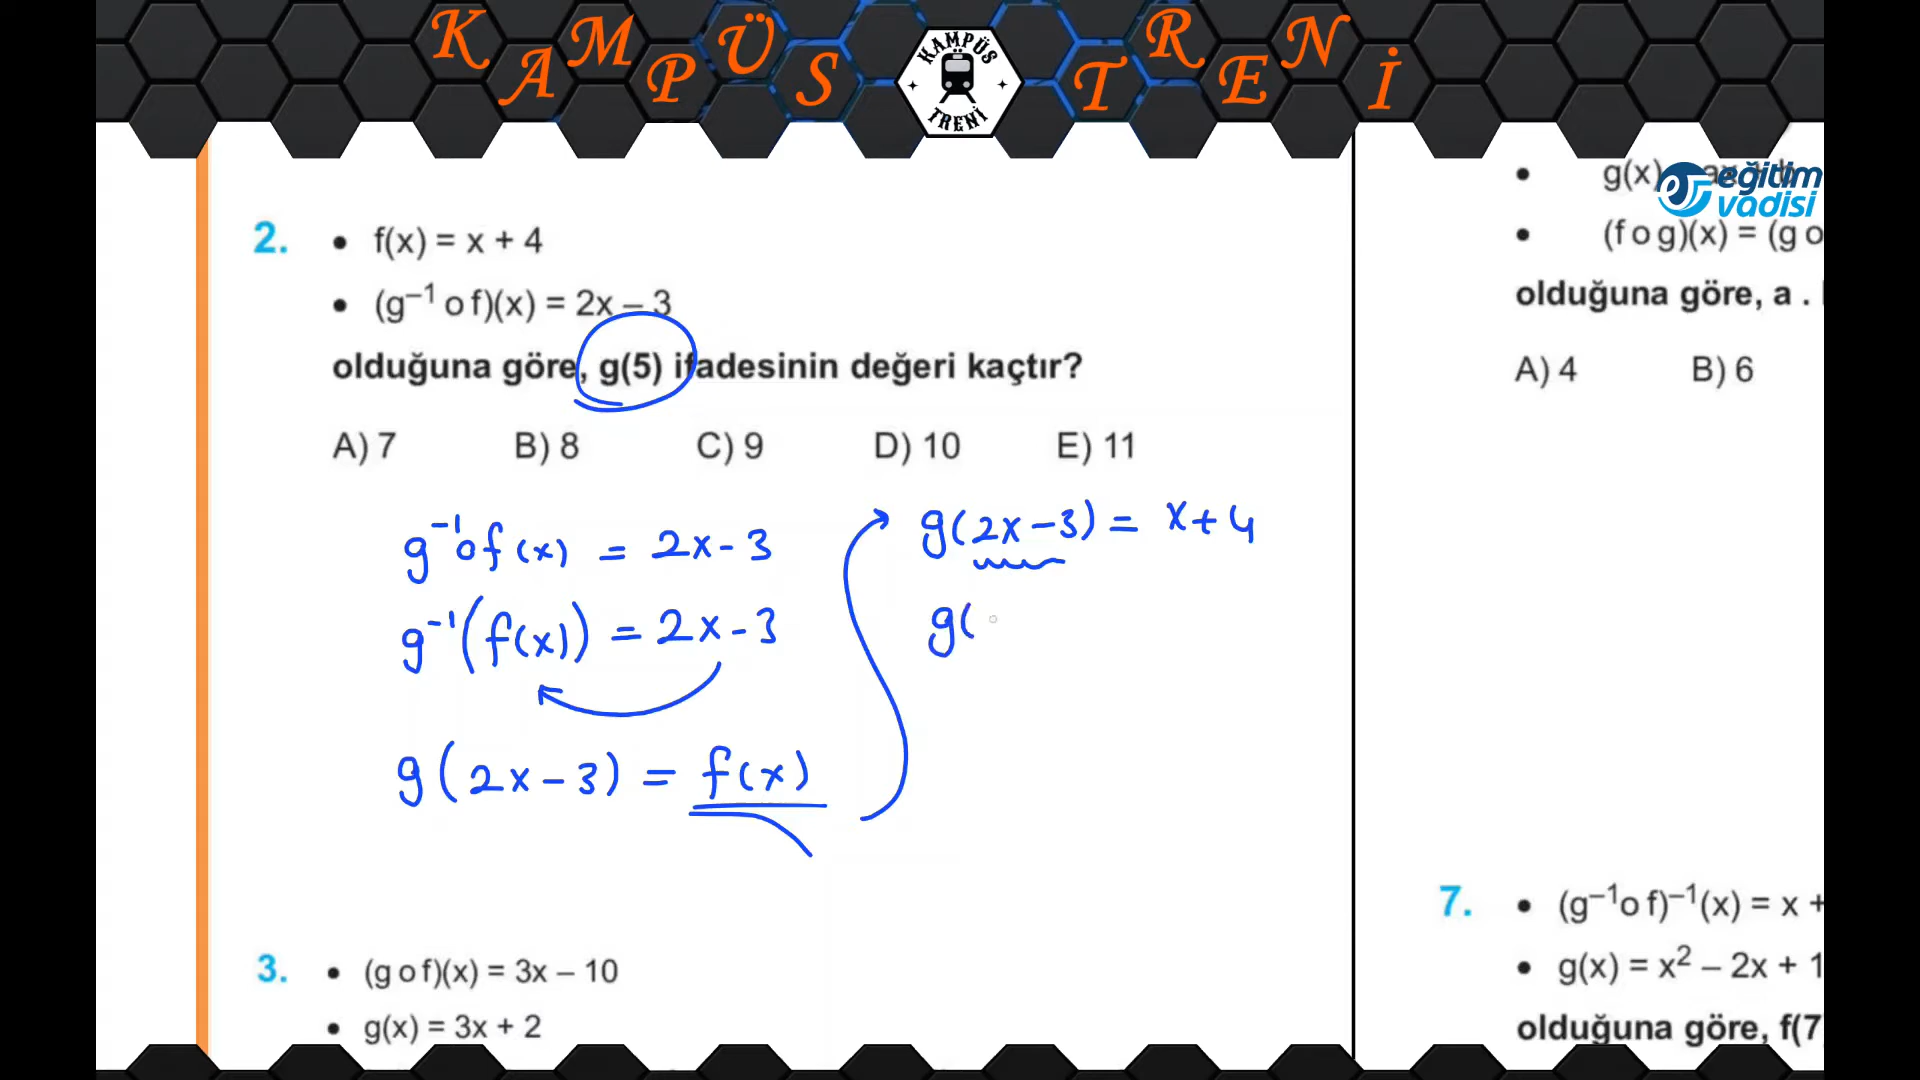 KAMPÜS TRENİ
KAMPÜS
TRENİ
eğitim
vadisi
2. • f(x) = x + 4
• (g⁻¹ o f)(x) = 2x – 3
olduğuna göre, g(5) ifadesinin değeri kaçtır?
A) 7 B) 8 C) 9 D) 10 E) 11
g⁻¹of(x) = 2x-3
g⁻¹(f(x)) = 2x-3
g(2x-3) = f(x)
g(2x-3) = x+4
g(
3. • (g o f)(x) = 3x – 10
• g(x) = 3x + 2
• g(x)
• (f o g)(x) = (g o
olduğuna göre, a .
A) 4 B) 6
7. • (g⁻¹o f)⁻¹(x) = x +
• g(x) = x² – 2x + 1
olduğuna göre, f(7